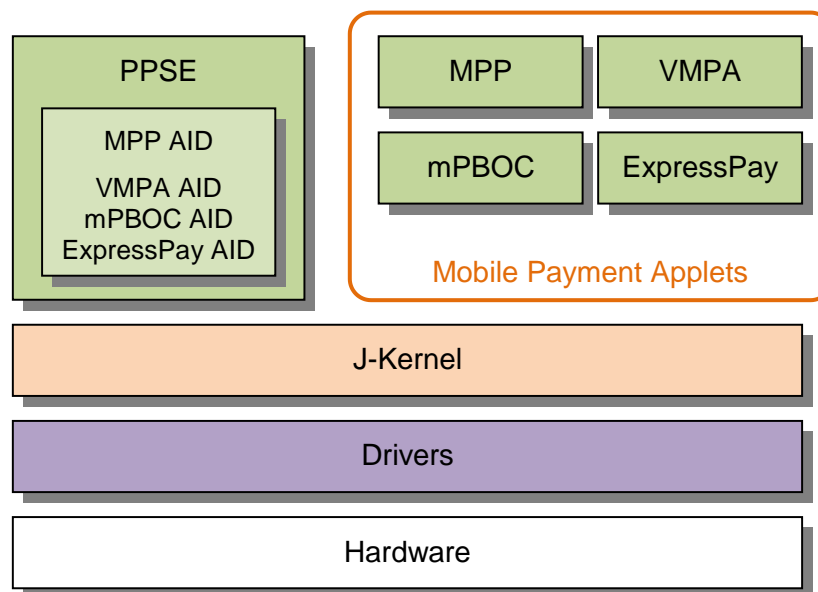 PPSE
MPP AID
VMPA AID
mPBOC AID
ExpressPay AID
MPP
VMPA
mPBOC
ExpressPay
Mobile Payment Applets
J-Kernel
Drivers
Hardware